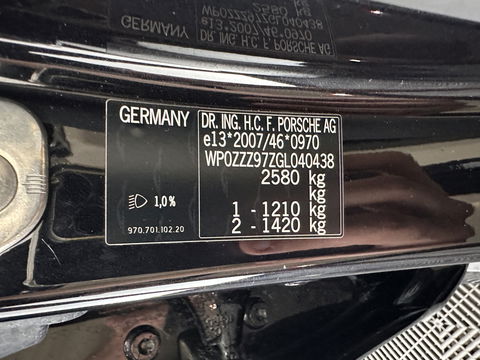 GERMANY
DR. ING. H.C. F. PORSCHE AG
e13*2007/46*0970
WP0ZZZ97ZGL040438
2580 kg
kg
1 - 1210 kg
2 - 1420 kg
1,0%
970.701.102.20